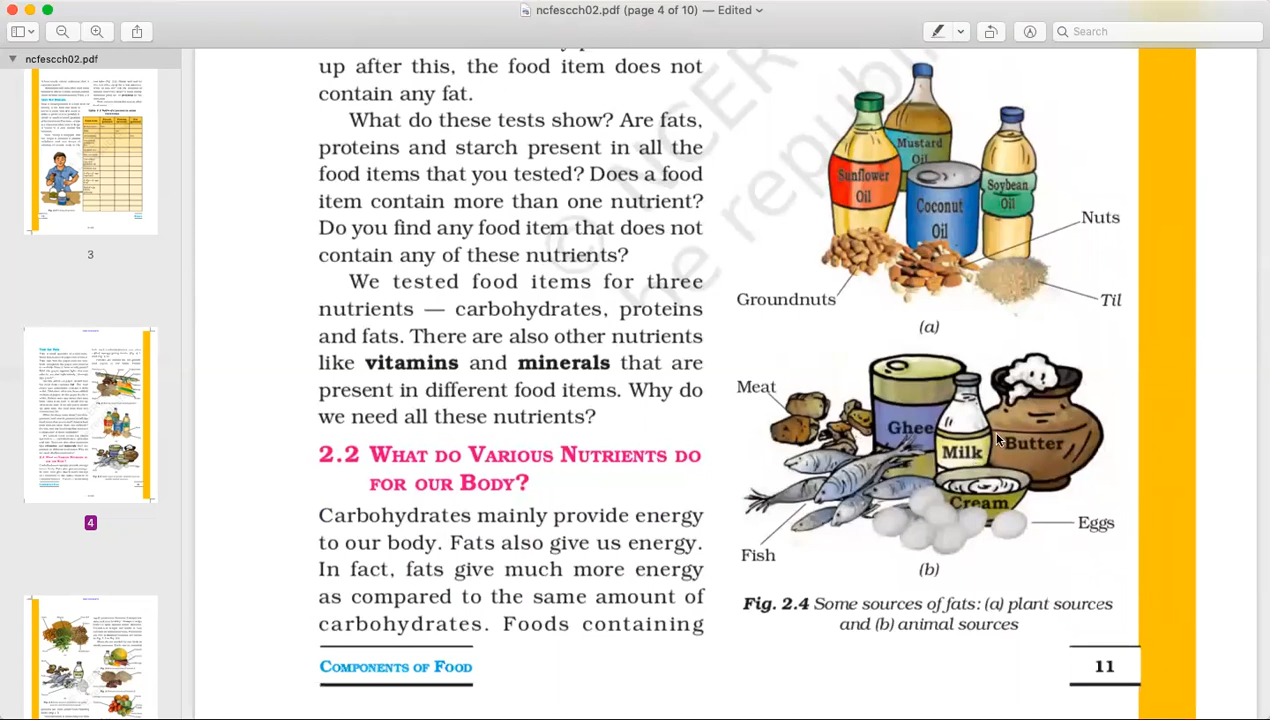 ncfescch02.pdf (page 4 of 10) — Edited
Search
ncfescch02.pdf
3
4
up after this, the food item does not
contain any fat.
What do these tests show? Are fats,
proteins and starch present in all the
food items that you tested? Does a food
item contain more than one nutrient?
Do you find any food item that does not
contain any of these nutrients?
We tested food items for three
nutrients — carbohydrates, proteins
and fats. There are also other nutrients
like vitamins and minerals that are
present in different food items. Why do
we need all these nutrients?
2.2 WHAT DO VARIOUS NUTRIENTS DO
FOR OUR BODY?
Carbohydrates mainly provide energy
to our body. Fats also give us energy.
In fact, fats give much more energy
as compared to the same amount of
carbohydrates. Foods containing
Mustard
Oil
Sunflower
Oil
Coconut
Oil
Soybean
Oil
Nuts
Groundnuts
Til
(a)
Meat
Ghee
Milk
Butter
Cream
Eggs
Fish
(b)
Fig. 2.4 Some sources of fats: (a) plant sources
and (b) animal sources
COMPONENTS OF FOOD
11
© NCER
be republi